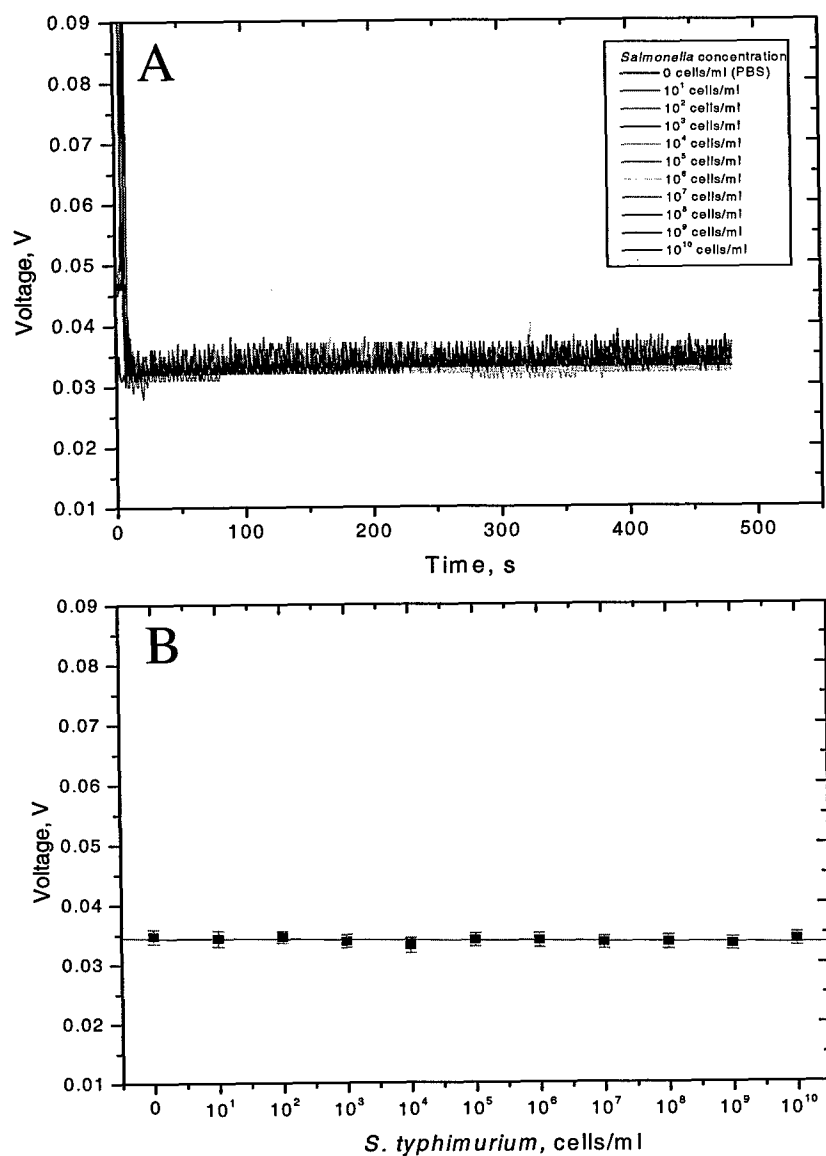 A
Voltage, V
0.09
0.08
0.07
0.06
0.05
0.04
0.03
0.02
0.01
Salmonella concentration
0 cells/ml (PBS)
10¹ cells/ml
10² cells/ml
10³ cells/ml
10⁴ cells/ml
10⁵ cells/ml
10⁶ cells/ml
10⁷ cells/ml
10⁸ cells/ml
10⁹ cells/ml
10¹⁰ cells/ml
0 100 200 300 400 500
Time, s
B
Voltage, V
0.09
0.08
0.07
0.06
0.05
0.04
0.03
0.02
0.01
0 10¹ 10² 10³ 10⁴ 10⁵ 10⁶ 10⁷ 10⁸ 10⁹ 10¹⁰
S. typhimurium, cells/ml